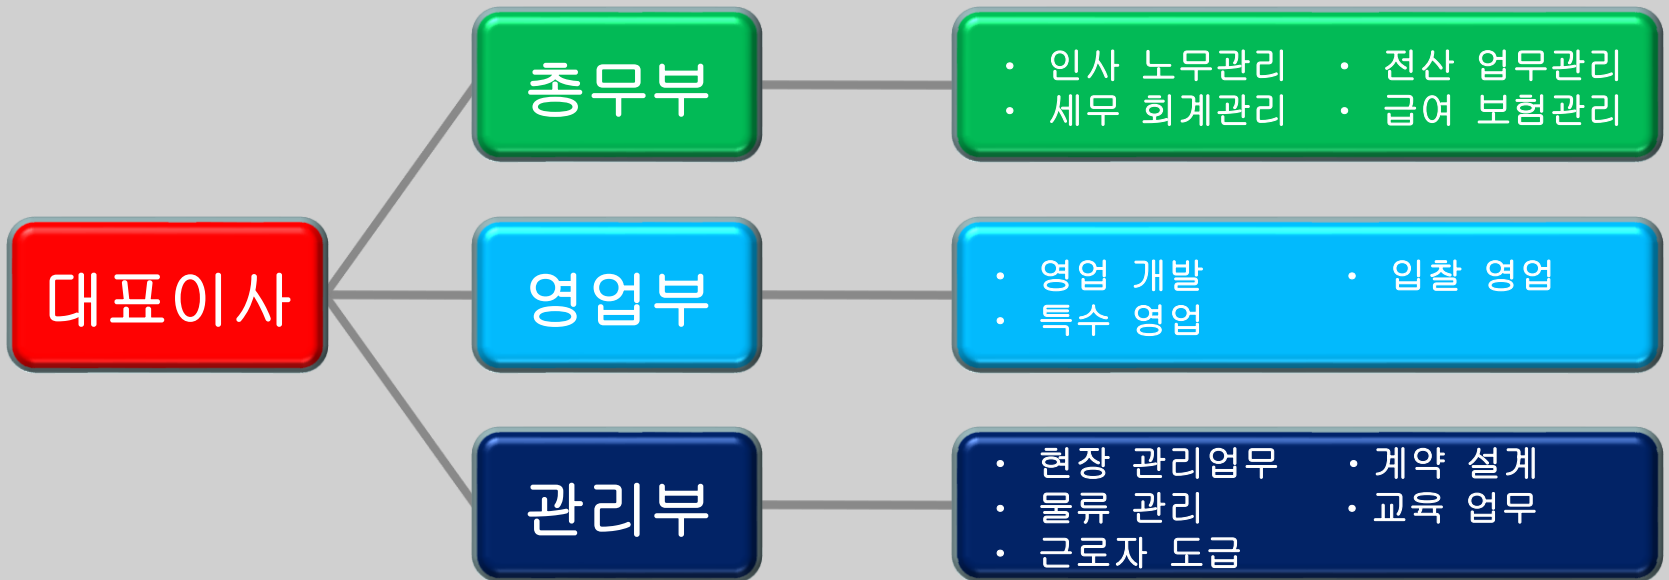 대표이사
총무부
• 인사 노무관리 • 전산 업무관리
• 세무 회계관리 • 급여 보험관리
영업부
• 영업 개발 • 입찰 영업
• 특수 영업
관리부
• 현장 관리업무 • 계약 설계
• 물류 관리 • 교육 업무
• 근로자 도급